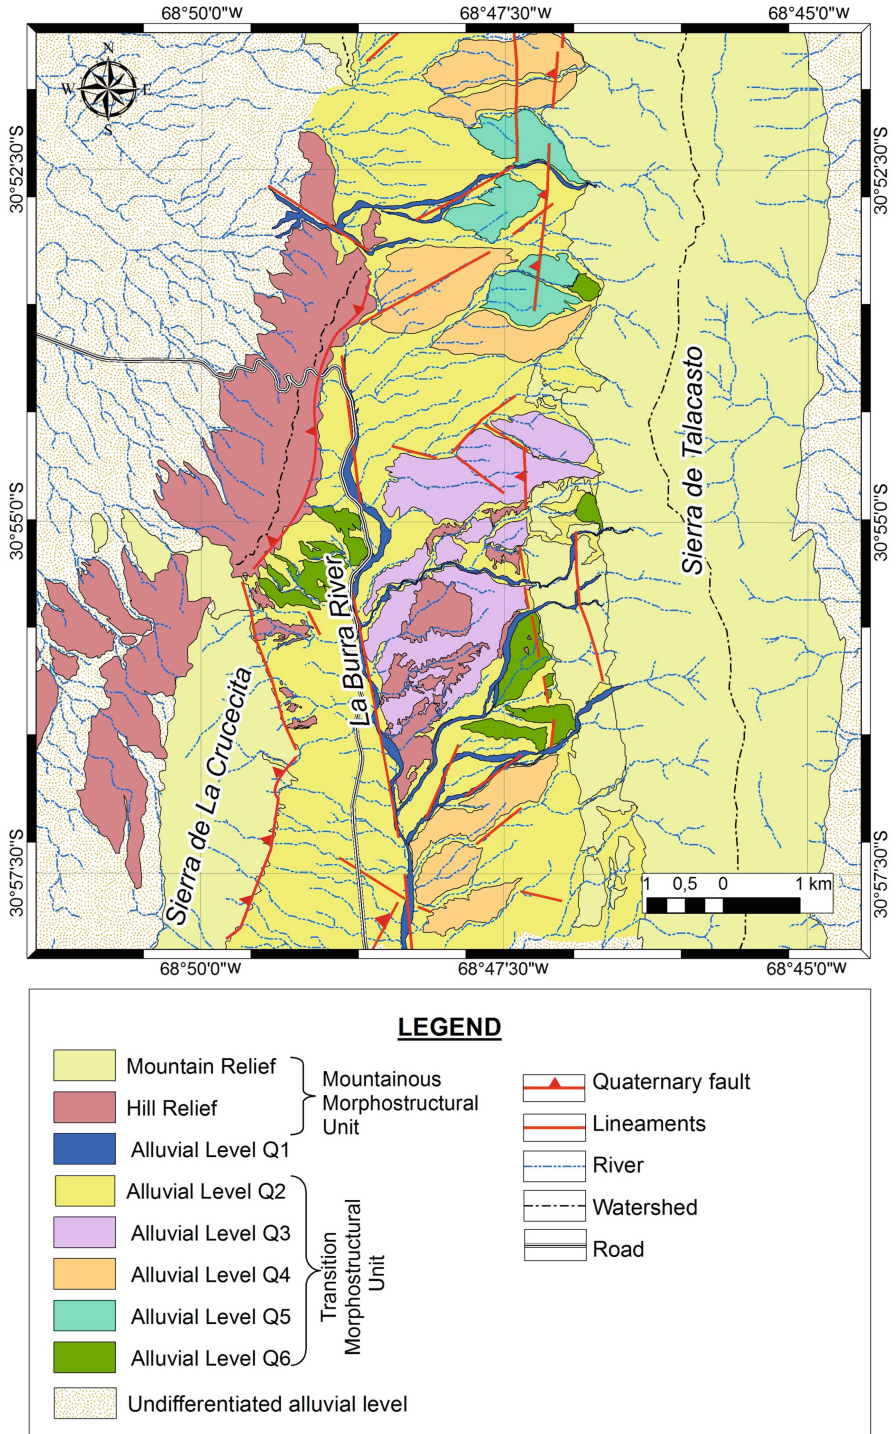 68°50'0"W 68°47'30"W 68°45'0"W
N
W E
S
30°52'30"S 30°52'30"S
Sierra de Talacasto
30°55'0"S 30°55'0"S
La Burra River
Sierra de La Crucecita
30°57'30"S 30°57'30"S
1 0,5 0 1 km
68°50'0"W 68°47'30"W 68°45'0"W
LEGEND
Mountain Relief
Hill Relief
Mountainous
Morphostructural
Unit
Alluvial Level Q1
Alluvial Level Q2
Alluvial Level Q3
Alluvial Level Q4
Alluvial Level Q5
Alluvial Level Q6
Transition
Morphostructural
Unit
Undifferentiated alluvial level
Quaternary fault
Lineaments
River
Watershed
Road